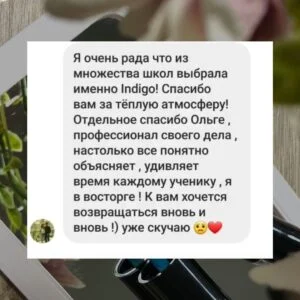 Я очень рада что из
множества школ выбрала
именно Indigo! Спасибо
вам за тёплую атмосферу!
Отдельное спасибо Ольге ,
профессионал своего дела ,
настолько все понятно
объясняет , удивляет
время каждому ученику , я
в восторге ! К вам хочется
возвращаться вновь и
вновь !) уже скучаю 😢❤️